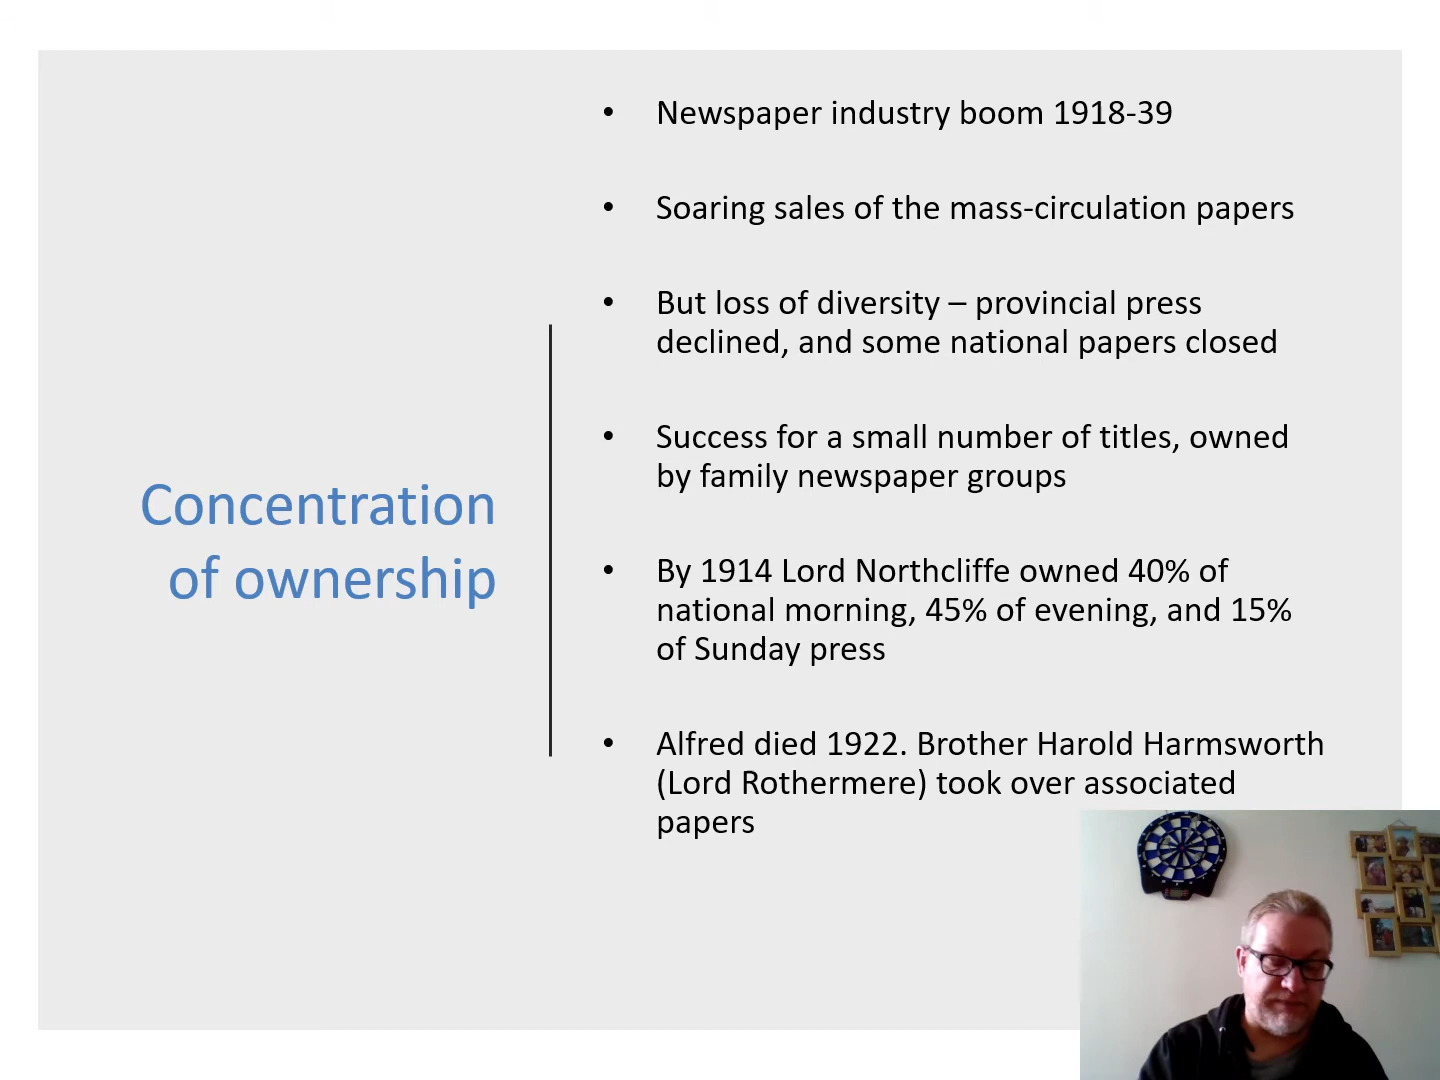 Concentration
of ownership
• Newspaper industry boom 1918-39
• Soaring sales of the mass-circulation papers
• But loss of diversity – provincial press
declined, and some national papers closed
• Success for a small number of titles, owned
by family newspaper groups
• By 1914 Lord Northcliffe owned 40% of
national morning, 45% of evening, and 15%
of Sunday press
• Alfred died 1922. Brother Harold Harmsworth
(Lord Rothermere) took over associated
papers